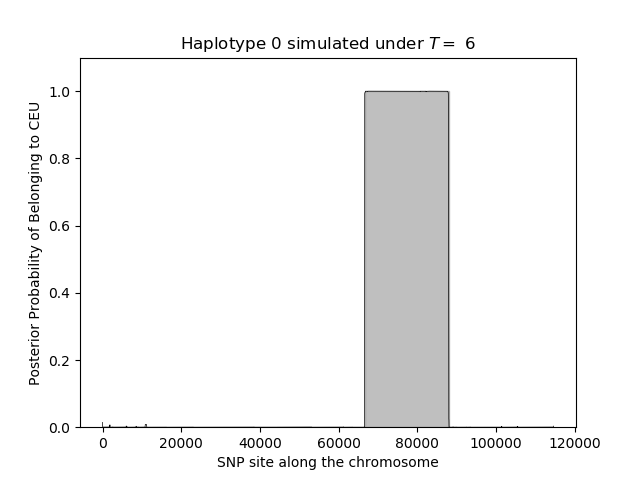 Haplotype 0 simulated under T = 6
Posterior Probability of Belonging to CEU
1.0
0.8
0.6
0.4
0.2
0.0
0 20000 40000 60000 80000 100000 120000
SNP site along the chromosome